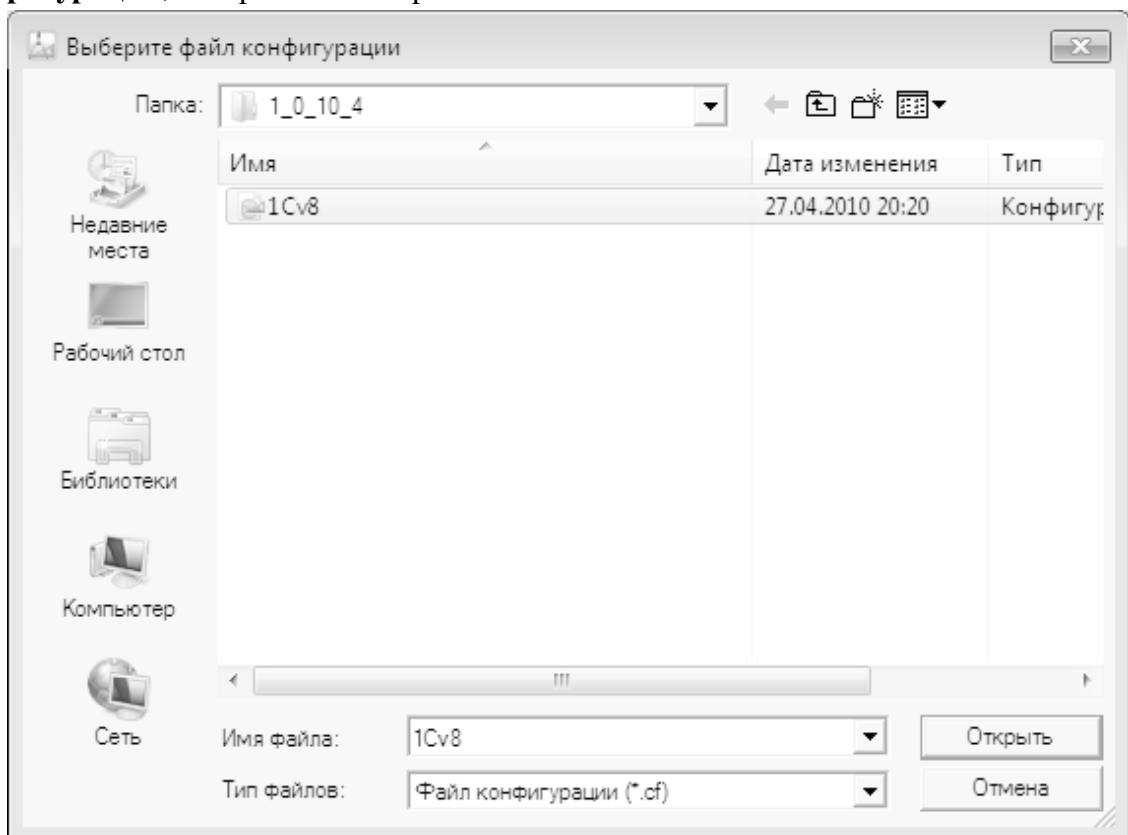 Выберите файл конфигурации
Папка: 1_0_10_4
Имя Дата изменения Тип
1Cv8 27.04.2010 20:20 Конфигур
Недавние
места
Рабочий стол
Библиотеки
Компьютер
Сеть
Имя файла: 1Cv8 Открыть
Тип файлов: Файл конфигурации (*.cf) Отмена